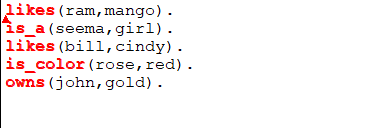 likes(ram,mango).
is_a(seema,girl).
likes(bill,cindy).
is_color(rose,red).
owns(john,gold).